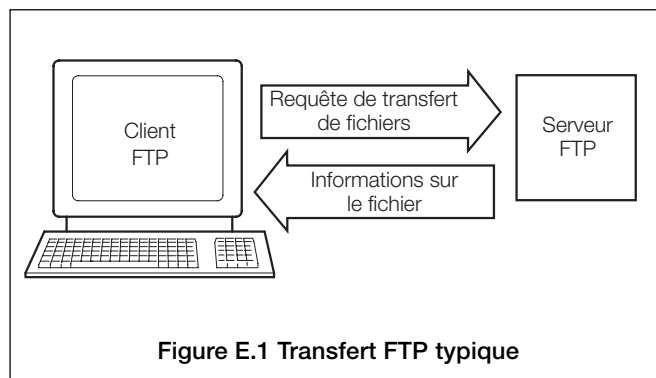 Client
FTP
Requête de transfert
de fichiers
Serveur
FTP
Informations sur
le fichier
Figure E.1 Transfert FTP typique